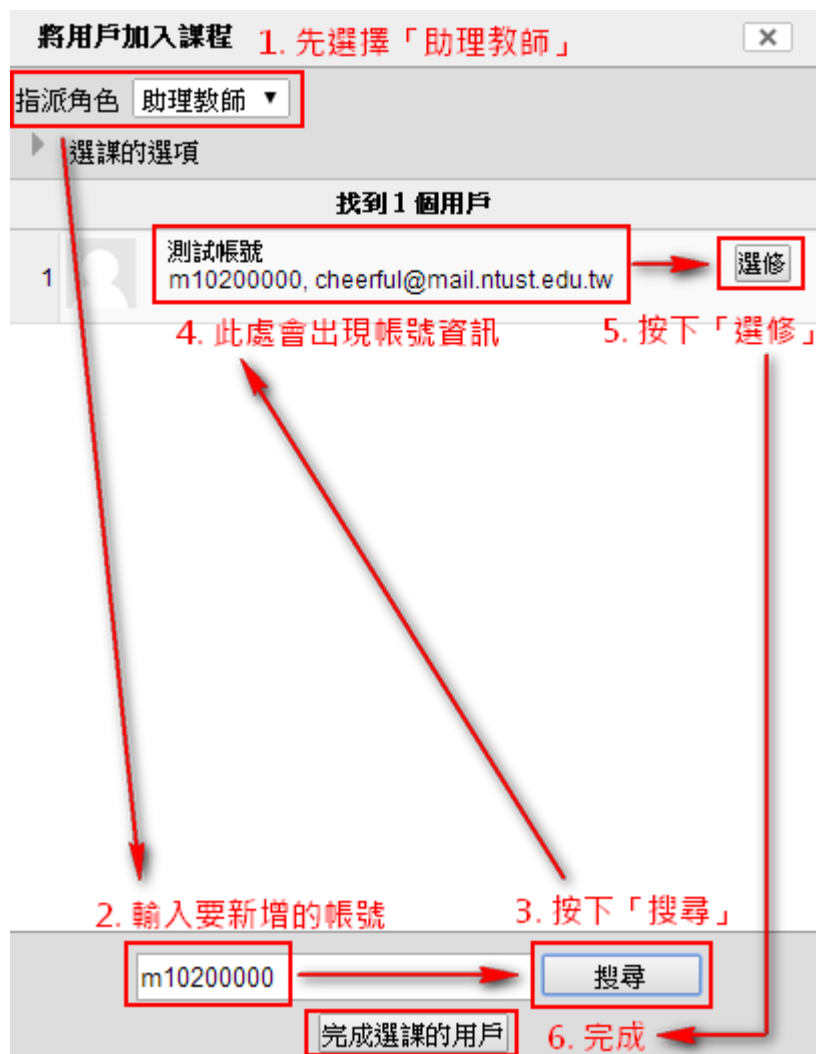 將用戶加入課程 1. 先選擇「助理教師」 ×
指派角色 助理教師 ▼
選課的選項
找到 1 個用戶
測試帳號
1 m10200000, cheerful@mail.ntust.edu.tw 選修
4. 此處會出現帳號資訊 5. 按下「選修」
2. 輸入要新增的帳號 3. 按下「搜尋」
m10200000 搜尋
完成選課的用戶 6. 完成